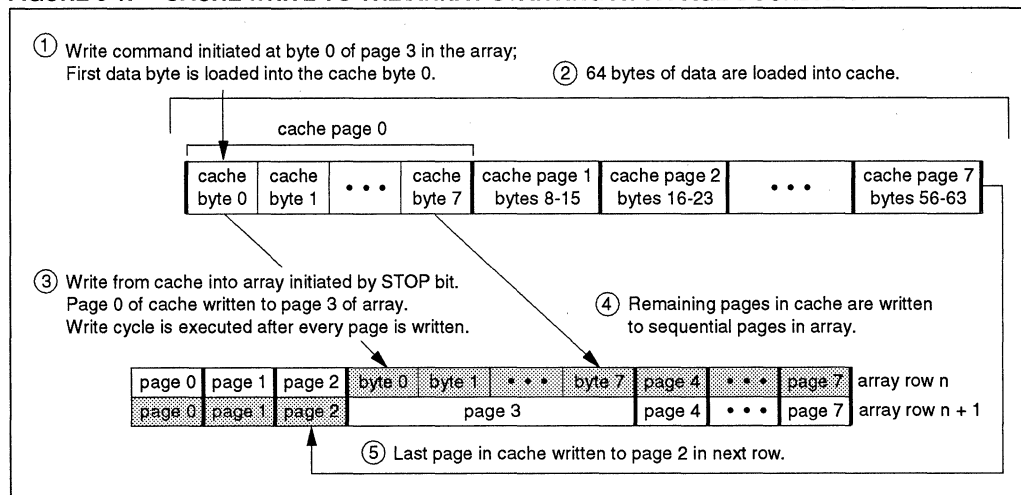 ① Write command initiated at byte 0 of page 3 in the array;
First data byte is loaded into the cache byte 0.
② 64 bytes of data are loaded into cache.
cache page 0
cache byte 0 cache byte 1 • • • cache byte 7 cache page 1 bytes 8-15 cache page 2 bytes 16-23 • • • cache page 7 bytes 56-63
③ Write from cache into array initiated by STOP bit.
Page 0 of cache written to page 3 of array.
Write cycle is executed after every page is written.
④ Remaining pages in cache are written
to sequential pages in array.
page 0 page 1 page 2 byte 0 byte 1 • • • byte 7 page 4 • • • page 7 array row n
page 0 page 1 page 2 page 3 page 4 • • • page 7 array row n + 1
⑤ Last page in cache written to page 2 in next row.